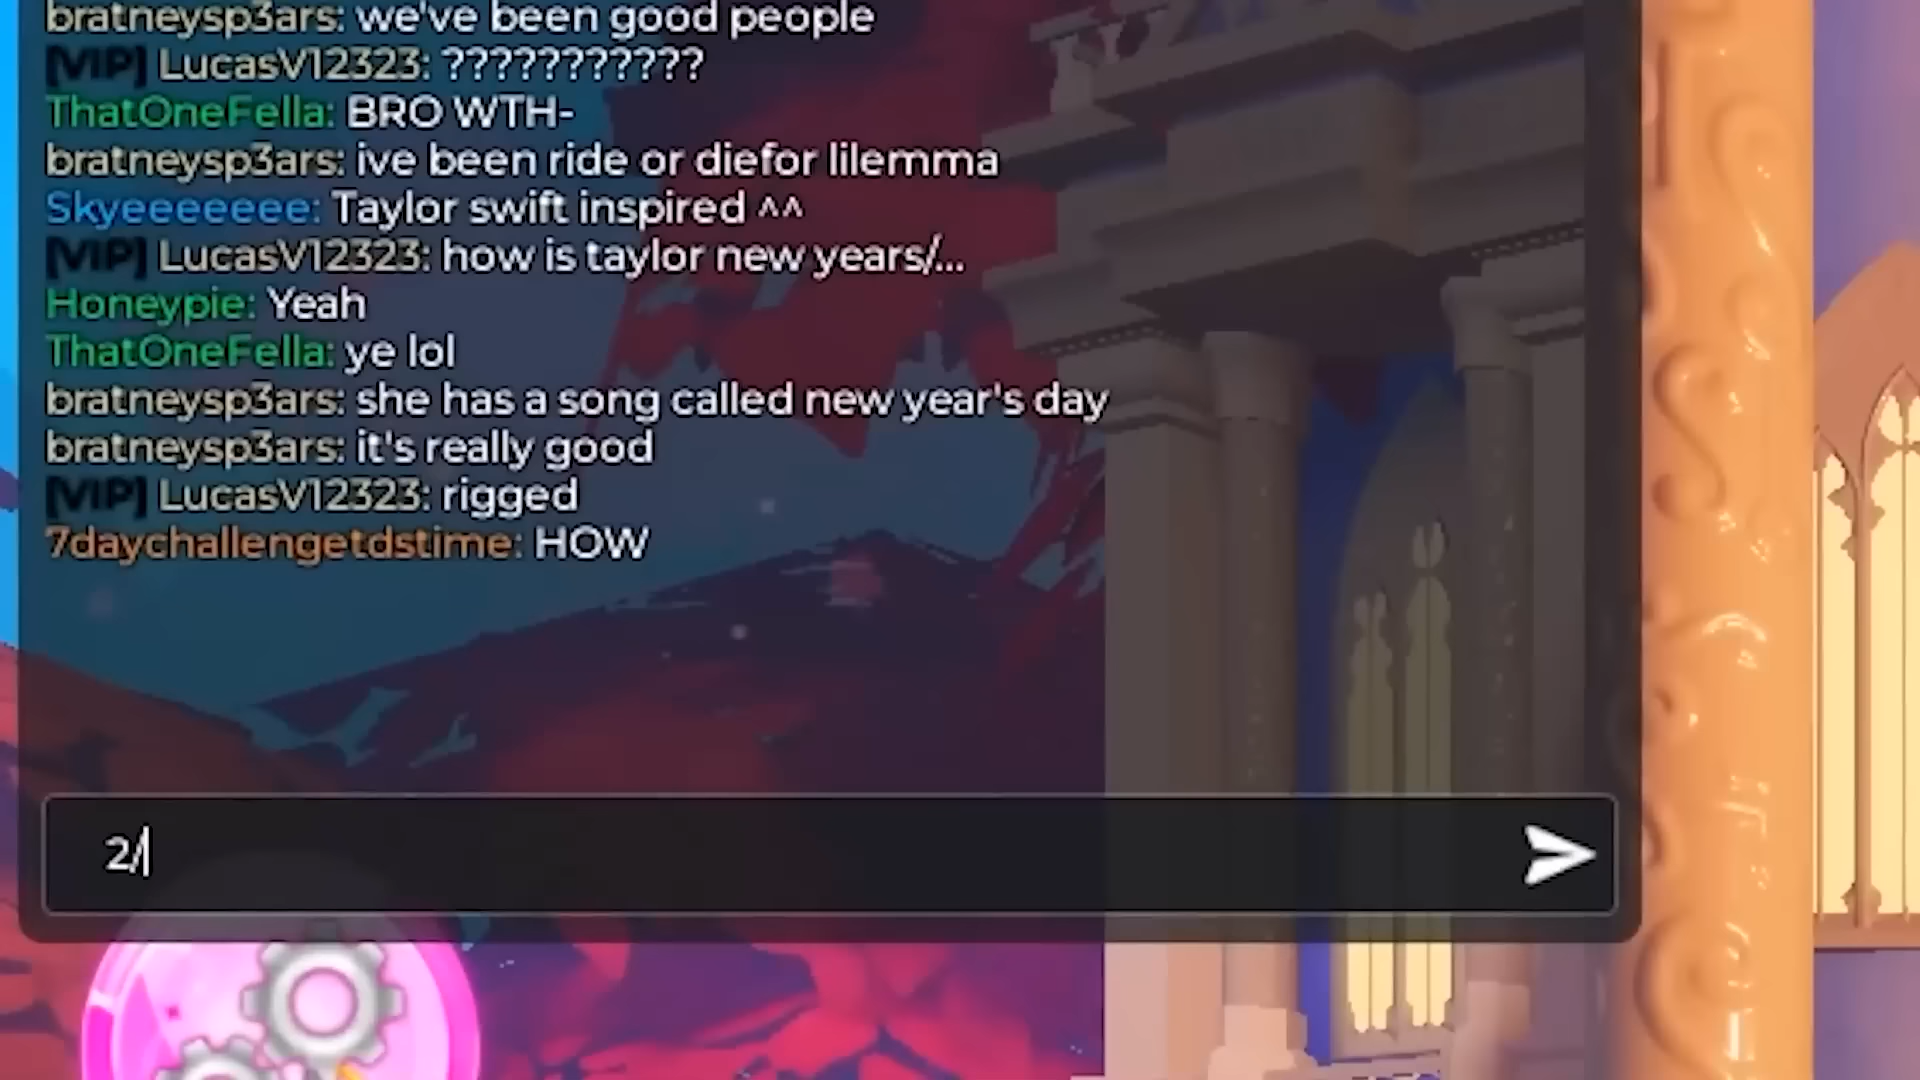 bratneysp3ars: we've been good people
[VIP] LucasV12323: ???????????
ThatOneFella: BRO WTH-
bratneysp3ars: ive been ride or diefor lilemma
Skyeeeeeee: Taylor swift inspired ^^
[VIP] LucasV12323: how is taylor new years/...
Honeypie: Yeah
ThatOneFella: ye lol
bratneysp3ars: she has a song called new year's day
bratneysp3ars: it's really good
[VIP] LucasV12323: rigged
7daychallengetdstime: HOW
2/